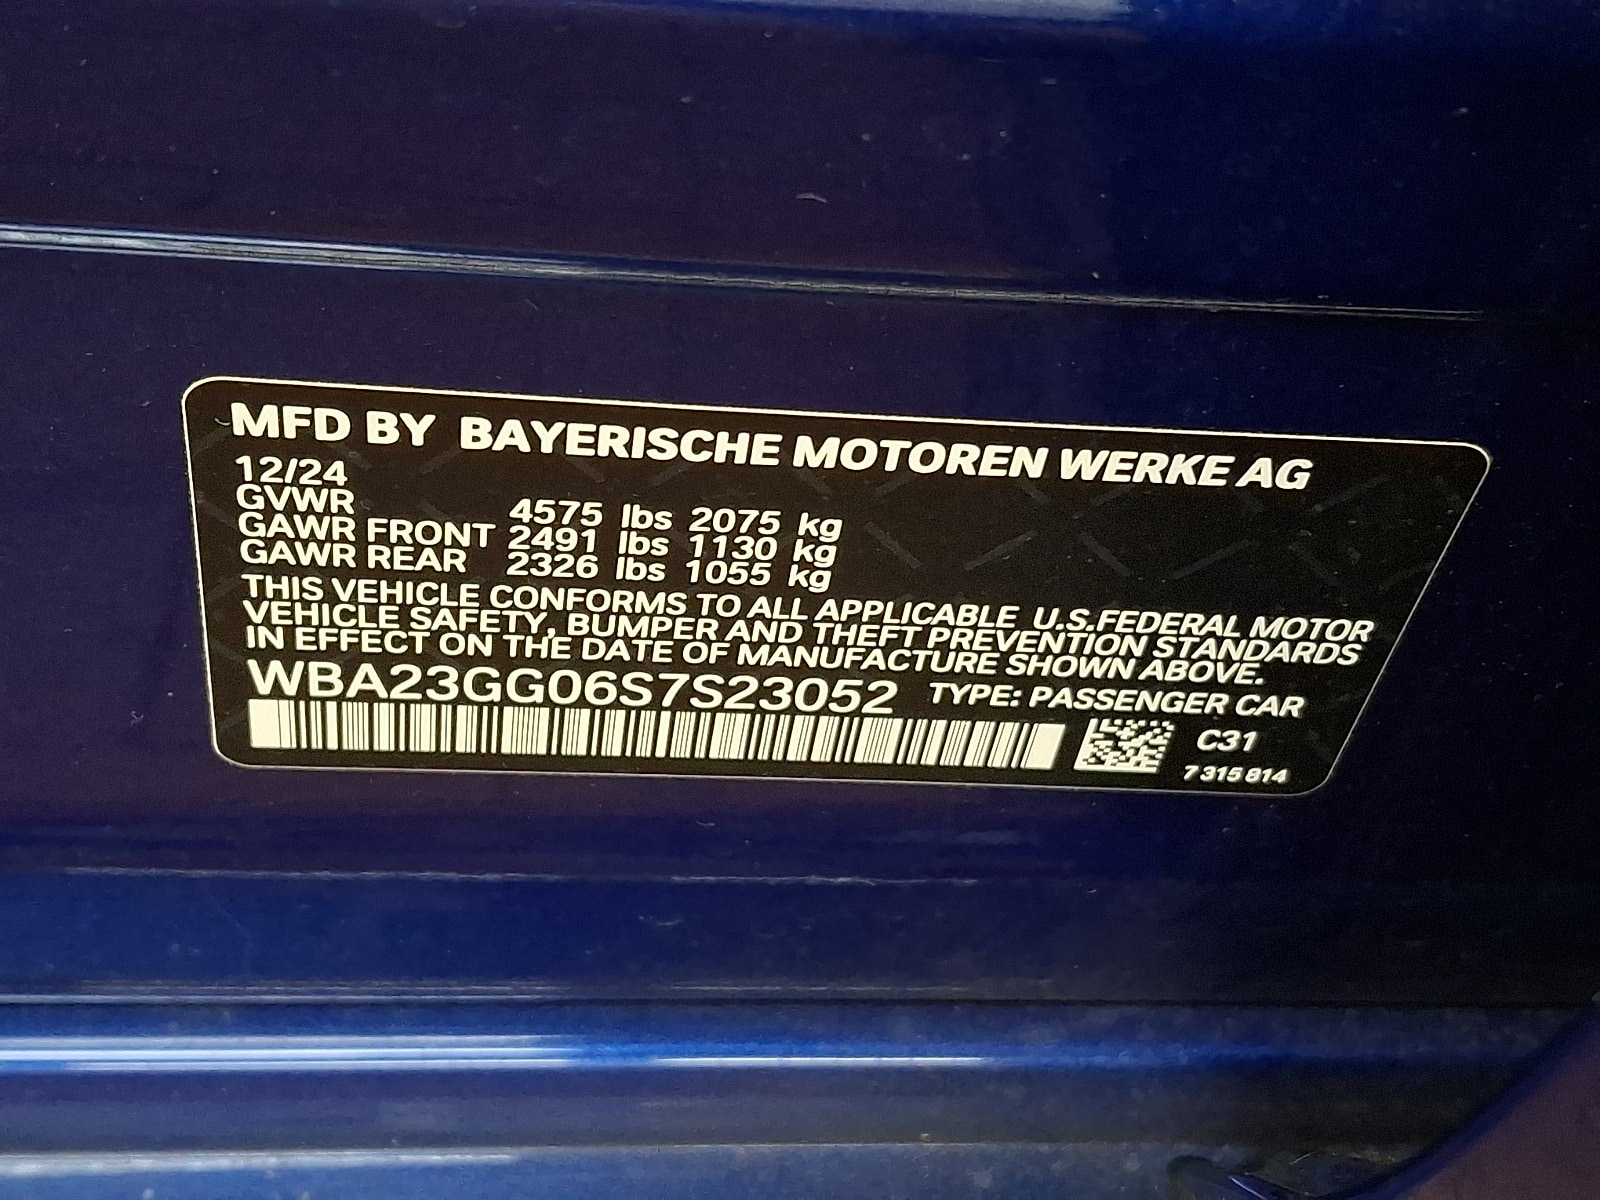 MFD BY BAYERISCHE MOTOREN WERKE AG
12/24
GVWR 4575 lbs 2075 kg
GAWR FRONT 2491 lbs 1130 kg
GAWR REAR 2326 lbs 1055 kg
THIS VEHICLE CONFORMS TO ALL APPLICABLE U.S.FEDERAL MOTOR
VEHICLE SAFETY, BUMPER AND THEFT PREVENTION STANDARDS
IN EFFECT ON THE DATE OF MANUFACTURE SHOWN ABOVE.
WBA23GG06S7S23052 TYPE: PASSENGER CAR
C31
7 315 814